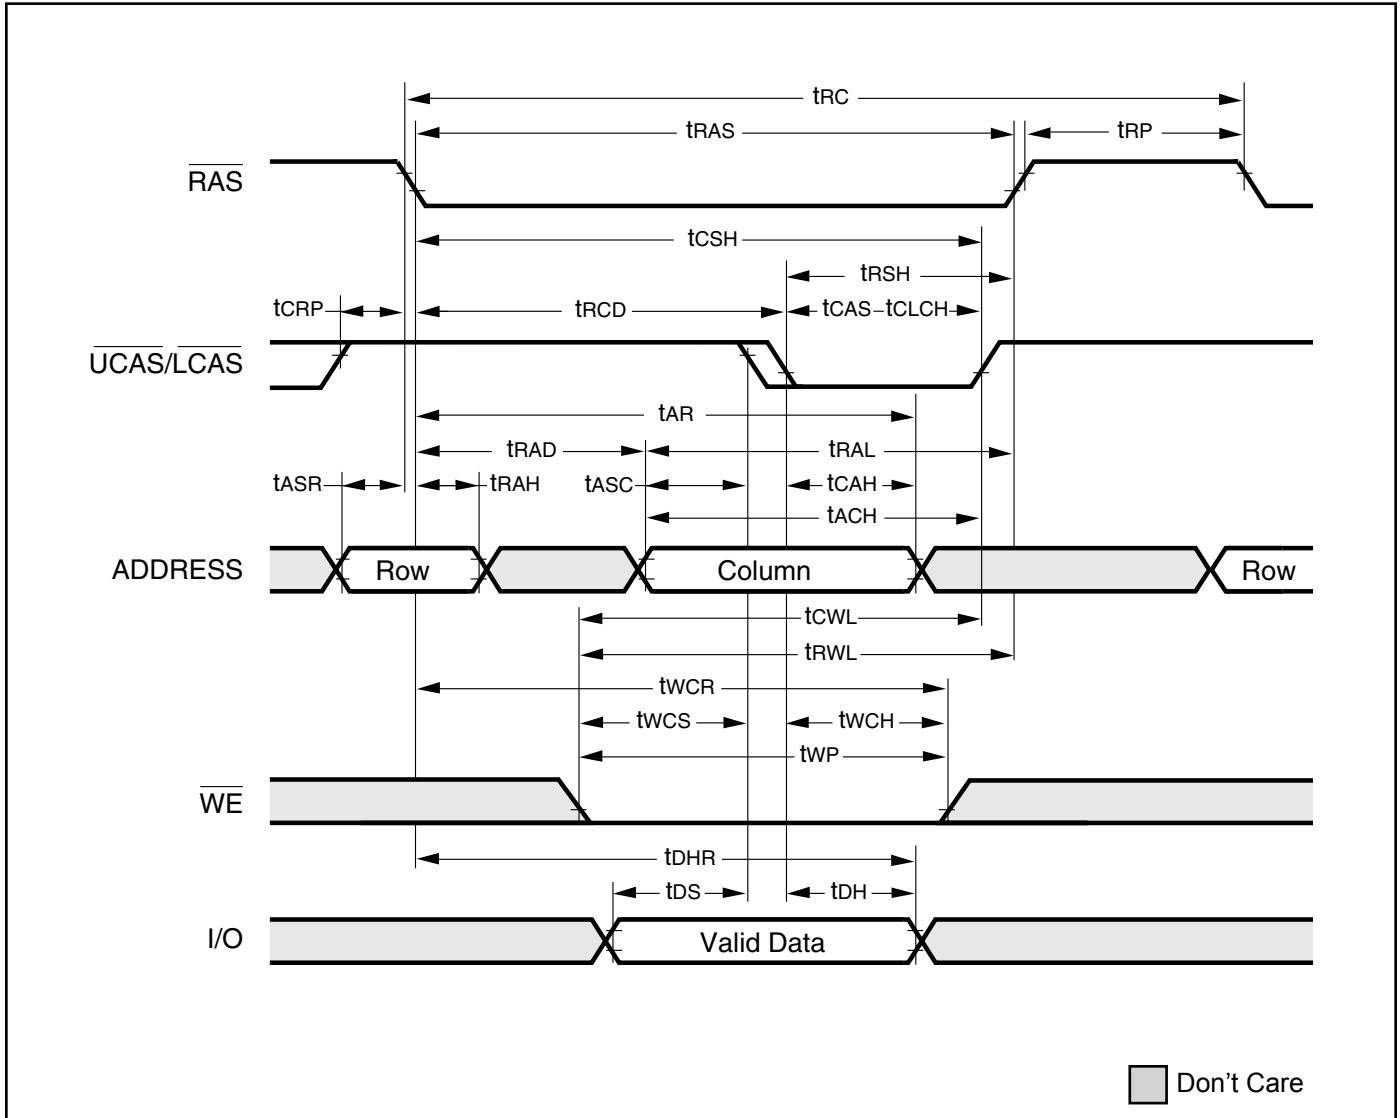 tRC
tRAS
tRP
RAS
tCSH
tRSH
tCRP
tRCD
tCAS tCLCH
UCAS/LCAS
tAR
tRAD
tRAL
tASR
tRAH
tASC
tCAH
tACH
ADDRESS
Row
Column
Row
tCWL
tRWL
tWCR
tWCS
tWCH
tWP
WE
tDHR
tDS
tDH
I/O
Valid Data
Don't Care